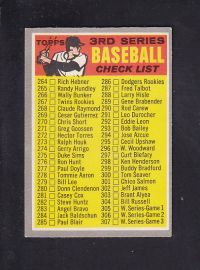 TOPPS
3RD SERIES
BASEBALL
CHECK LIST
264 Rich Hebner
265 Randy Hundley
266 Wally Bunker
267 Twins Rookies
268 Claude Raymond
269 Cesar Gutierrez
270 Chris Short
271 Greg Goossen
272 Hector Torres
273 Ralph Houk
274 Gerry Arrigo
275 Duke Sims
276 Ron Hunt
277 Paul Doyle
278 Tommie Aaron
279 Bill Lee
280 Donn Clendenon
281 Casey Cox
282 Steve Huntz
283 Angel Bravo
284 Jack Baldschun
285 Paul Blair
286 Dodgers Rookies
287 Fred Talbot
288 Larry Hisle
289 Gene Brabender
290 Rod Carew
291 Leo Durocher
292 Eddie Leon
293 Bob Bailey
294 Jose Azcue
295 Cecil Upshaw
296 W. Woodward
297 Curt Blefary
298 Ken Henderson
299 Buddy Bradford
300 Tom Seaver
301 Chico Salmon
302 Jeff James
303 Brant Alyea
304 Bill Russell
305 W. Series-Game 1
306 W. Series-Game 2
307 W. Series-Game 3